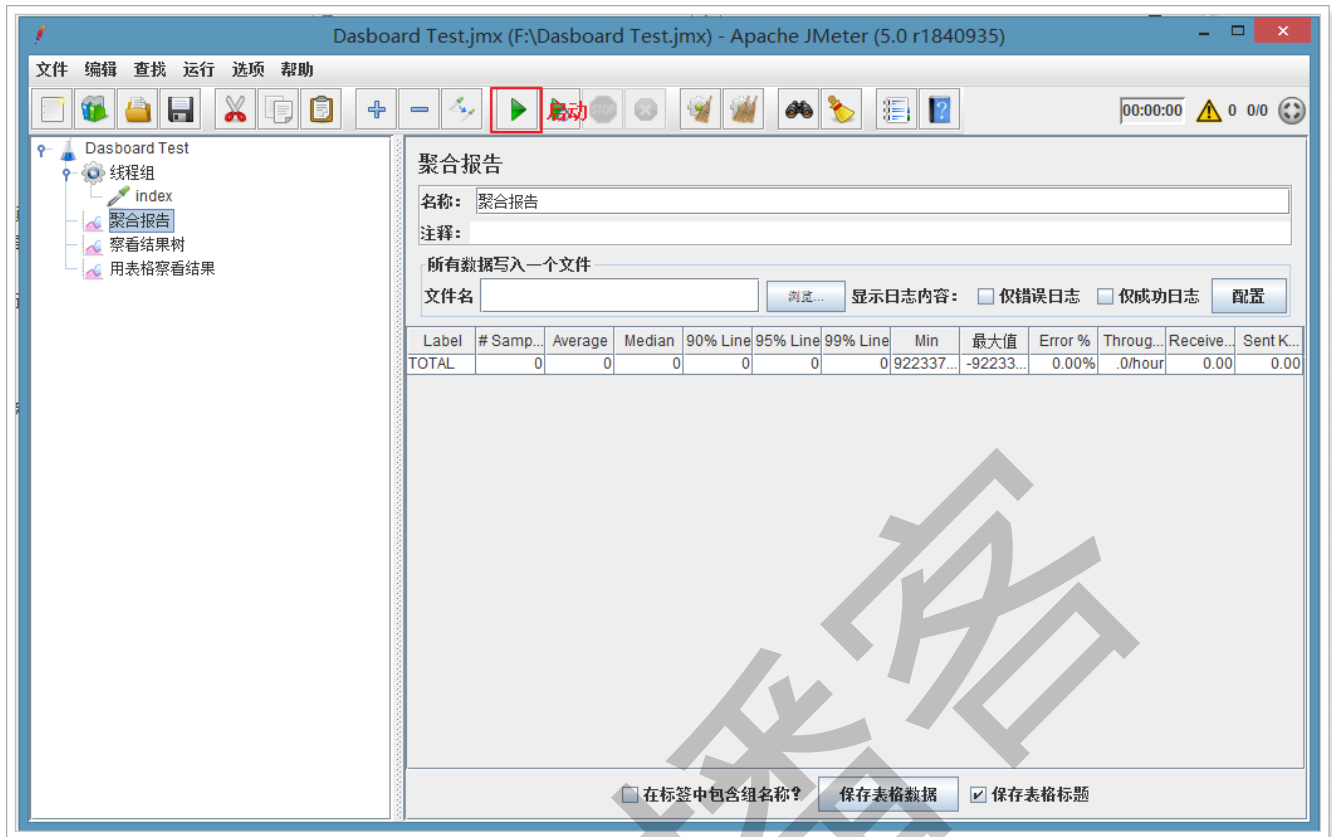 Dasboard Test.jmx (F:\Dasboard Test.jmx) - Apache JMeter (5.0 r1840935)
文件 编辑 查找 运行 选项 帮助
启动 STOP 00:00:00 0 0/0
Dasboard Test
线程组
index
聚合报告
察看结果树
用表格察看结果
聚合报告
名称： 聚合报告
注释：
所有数据写入一个文件
文件名 浏览... 显示日志内容： 仅错误日志 仅成功日志 配置
Label # Samp... Average Median 90% Line 95% Line 99% Line Min 最大值 Error % Throug... Receive... Sent K...
TOTAL 0 0 0 0 0 0 922337... -92233... 0.00% .0/hour 0.00 0.00
在标签中包含组名称? 保存表格数据 保存表格标题
播客